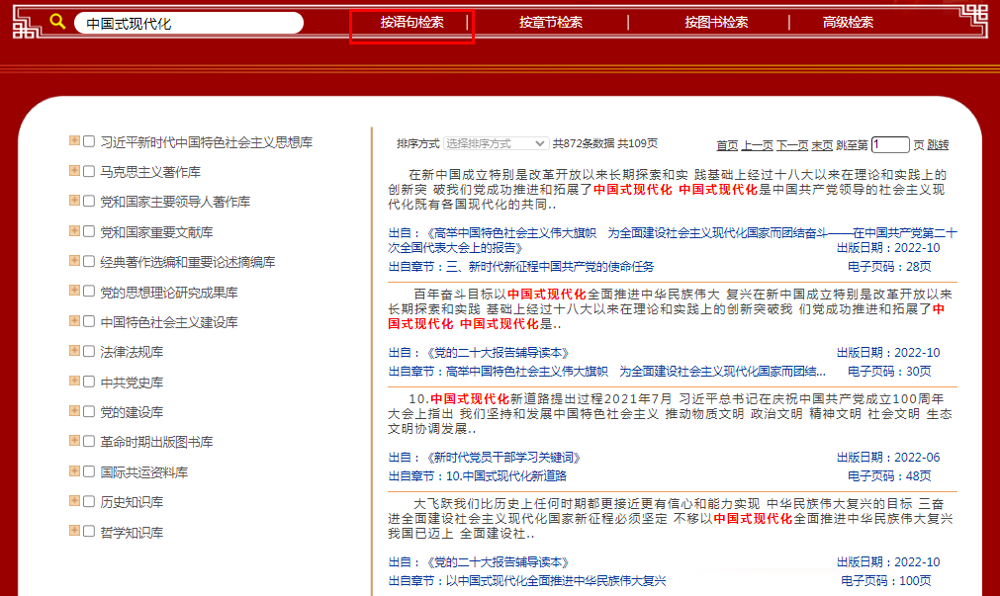 中国式现代化
按语句检索 | 按章节检索 | 按图书检索 | 高级检索
习近平新时代中国特色社会主义思想库
马克思主义著作库
党和国家主要领导人著作库
党和国家重要文献库
经典著作选编和重要论述摘编库
党的思想理论研究成果库
中国特色社会主义建设库
法律法规库
中共党史库
党的建设库
革命时期出版图书库
国际共运资料库
历史知识库
哲学知识库
排序方式 选择排序方式 共872条数据 共109页 首页 上一页 下一页 末页 跳至第 1 页 跳转
在新中国成立特别是改革开放以来长期探索和实 践基础上经过十八大以来在理论和实践上的
创新突 破我们党成功推进和拓展了中国式现代化 中国式现代化是中国共产党领导的社会主义现
代化既有各国现代化的共同..
出自：《高举中国特色社会主义伟大旗帜 为全面建设社会主义现代化国家而团结奋斗——在中国共产党第二十
次全国代表大会上的报告》 出版日期：2022-10
出自章节：三、新时代新征程中国共产党的使命任务 电子页码：28页
百年奋斗目标以中国式现代化全面推进中华民族伟大 复兴在新中国成立特别是改革开放以来
长期探索和实践 基础上经过十八大以来在理论和实践上的创新突破我 们党成功推进和拓展了中
国式现代化 中国式现代化是..
出自：《党的二十大报告辅导读本》 出版日期：2022-10
出自章节：高举中国特色社会主义伟大旗帜 为全面建设社会主义现代化国家而团结... 电子页码：30页
10.中国式现代化新道路提出过程2021年7月 习近平总书记在庆祝中国共产党成立100周年
大会上指出 我们坚持和发展中国特色社会主义 推动物质文明 政治文明 精神文明 社会文明 生态
文明协调发展..
出自：《新时代党员干部学习关键词》 出版日期：2022-06
出自章节：10.中国式现代化新道路 电子页码：48页
大飞跃我们比历史上任何时期都更接近更有信心和能力实现 中华民族伟大复兴的目标 三奋
进全面建设社会主义现代化国家新征程必须坚定 不移以中国式现代化全面推进中华民族伟大复兴
我国已迈上 全面建设社..
出自：《党的二十大报告辅导读本》 出版日期：2022-10
出自章节：以中国式现代化全面推进中华民族伟大复兴 电子页码：100页